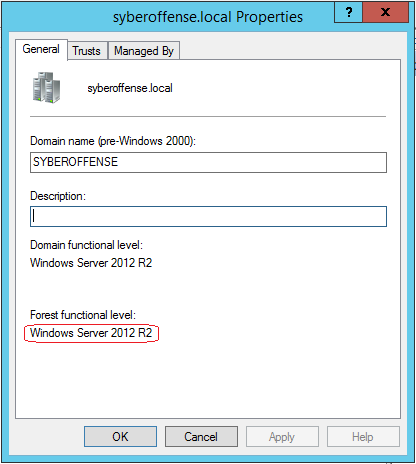 syberoffense.local Properties
? x
General Trusts Managed By
syberoffense.local
Domain name (pre-Windows 2000):
SYBEROFFENSE
Description:
Domain functional level:
Windows Server 2012 R2
Forest functional level:
Windows Server 2012 R2
OK Cancel Apply Help